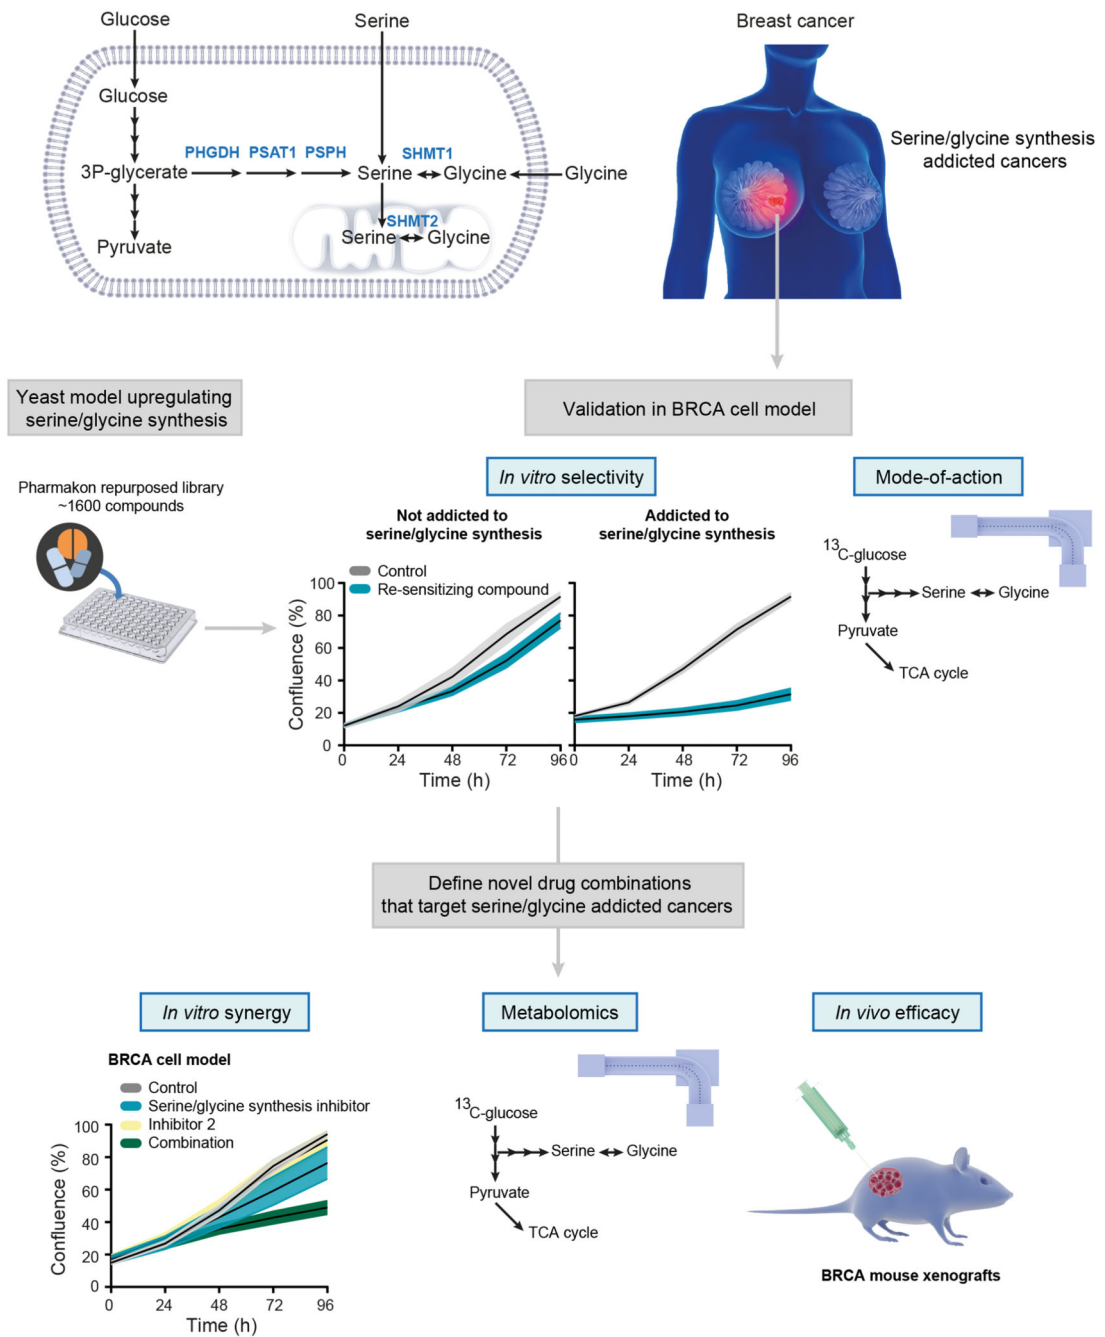 Glucose
Serine
Breast cancer
Glucose
Serine/glycine synthesis
addicted cancers
PHGDH PSAT1 PSPH SHMT1
3P-glycerate Serine Glycine Glycine
SHMT2
Pyruvate Serine Glycine
Yeast model upregulating
serine/glycine synthesis
Validation in BRCA cell model
Pharmakon repurposed library
~1600 compounds
In vitro selectivity
Mode-of-action
Not addicted to
serine/glycine synthesis
Addicted to
serine/glycine synthesis
Control
Re-sensitizing compound
Confluence (%)
100
80
60
40
20
0
0 24 48 72 96
Time (h)
0 24 48 72 96
Time (h)
13C-glucose
Serine Glycine
Pyruvate
TCA cycle
Define novel drug combinations
that target serine/glycine addicted cancers
In vitro synergy
Metabolomics
In vivo efficacy
BRCA cell model
Control
Serine/glycine synthesis inhibitor
Inhibitor 2
Combination
Confluence (%)
100
80
60
40
20
0
0 24 48 72 96
Time (h)
13C-glucose
Serine Glycine
Pyruvate
TCA cycle
BRCA mouse xenografts